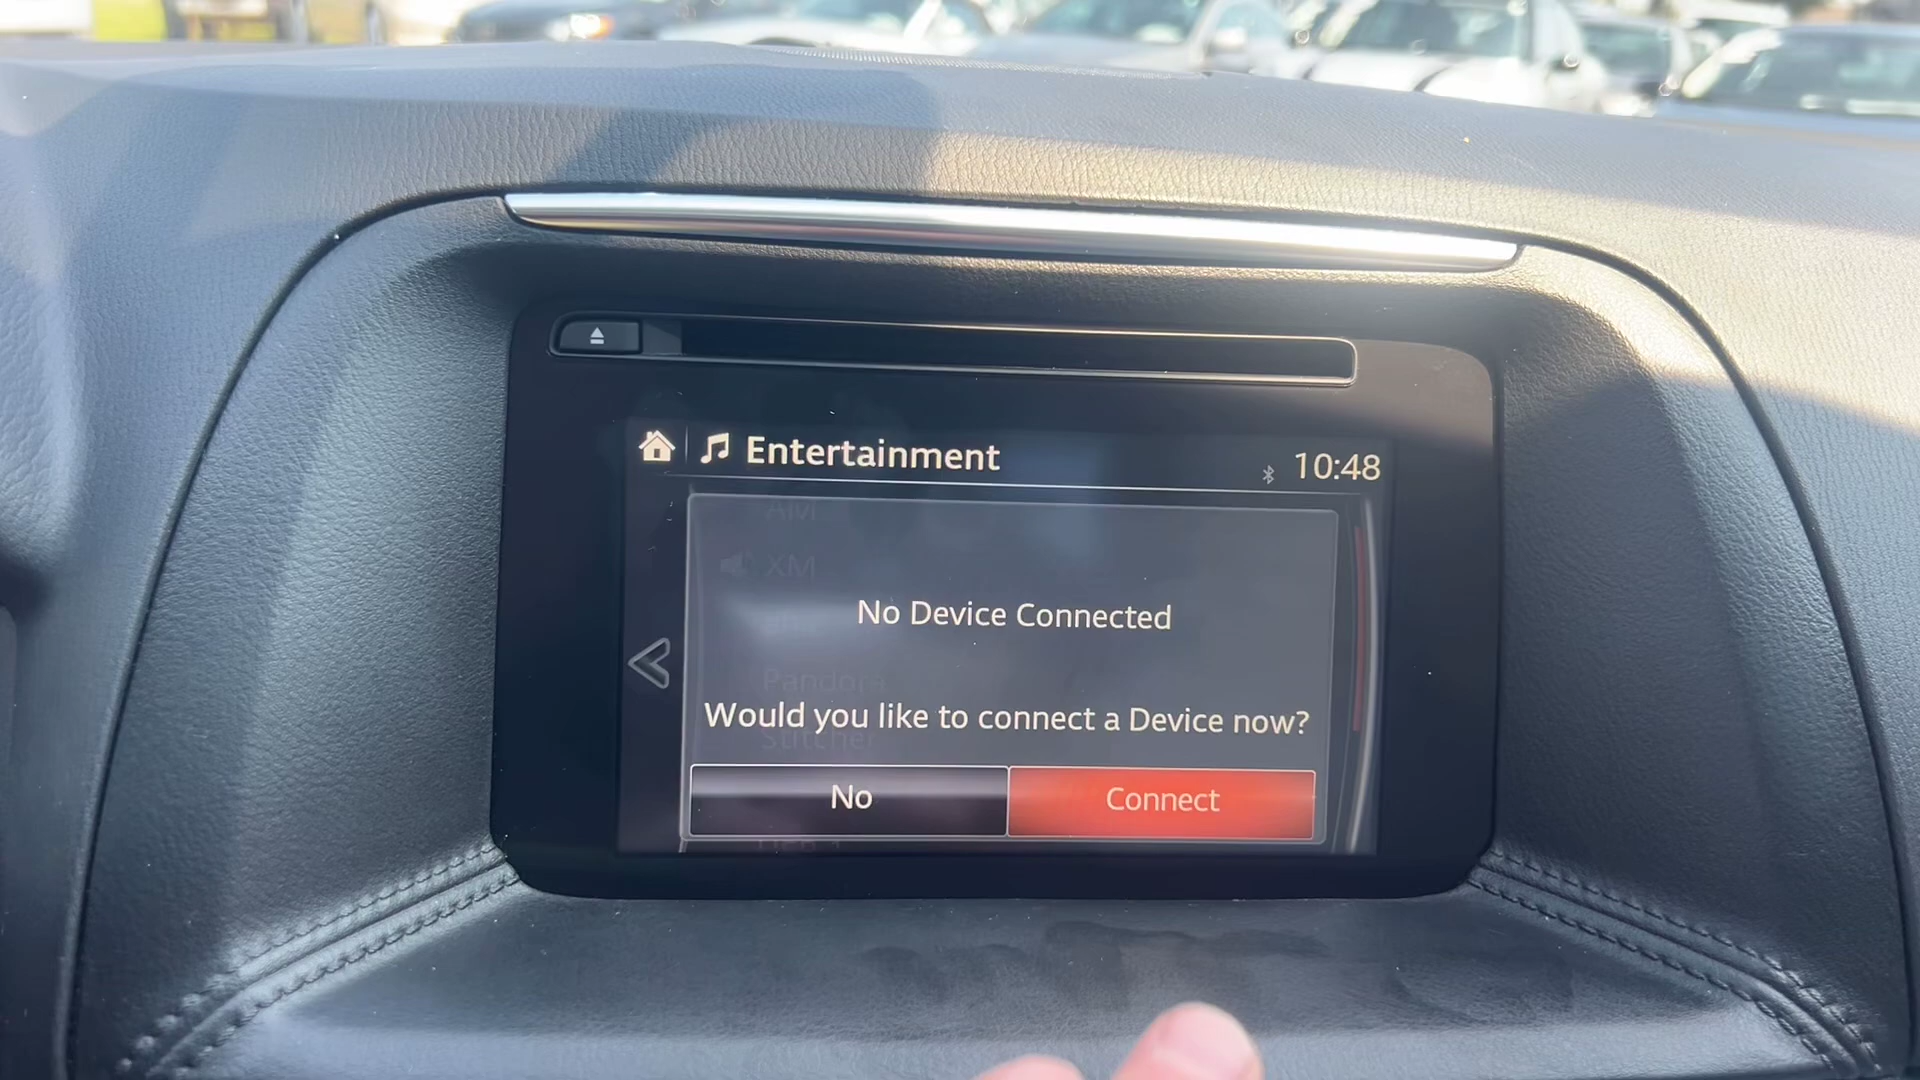 Entertainment
10:48
AM
XM
No Device Connected
Pandora
Would you like to connect a Device now?
Stitcher
No
Connect